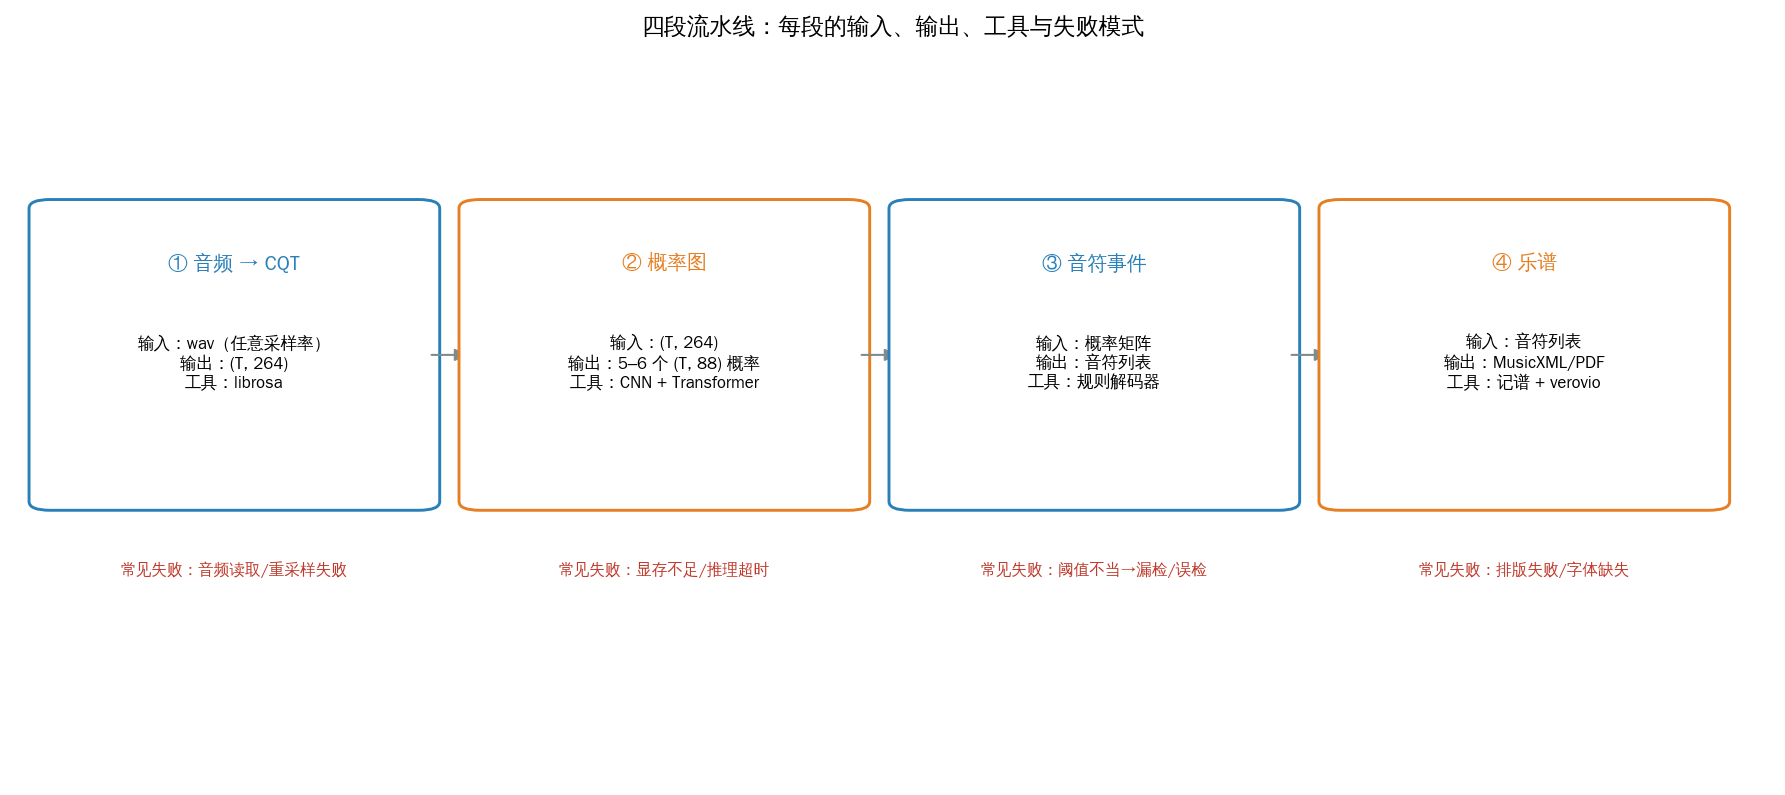 四段流水线：每段的输入、输出、工具与失败模式
① 音频 → CQT
输入：wav（任意采样率）
输出：(T, 264)
工具：librosa
常见失败：音频读取/重采样失败
② 概率图
输入：(T, 264)
输出：5–6 个 (T, 88) 概率
工具：CNN + Transformer
常见失败：显存不足/推理超时
③ 音符事件
输入：概率矩阵
输出：音符列表
工具：规则解码器
常见失败：阈值不当→漏检/误检
④ 乐谱
输入：音符列表
输出：MusicXML/PDF
工具：记谱 + verovio
常见失败：排版失败/字体缺失